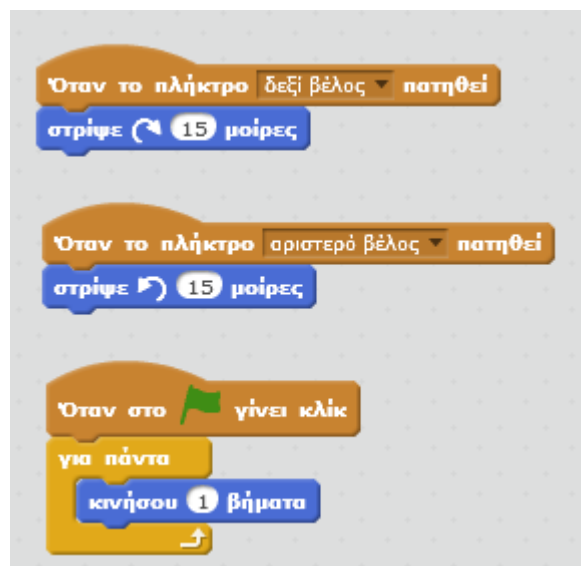 Όταν το πλήκτρο δεξί βέλος πατηθεί
στρίψε 15 μοίρες
Όταν το πλήκτρο αριστερό βέλος πατηθεί
στρίψε 15 μοίρες
Όταν στο γίνει κλίκ
για πάντα
κινήσου 1 βήματα